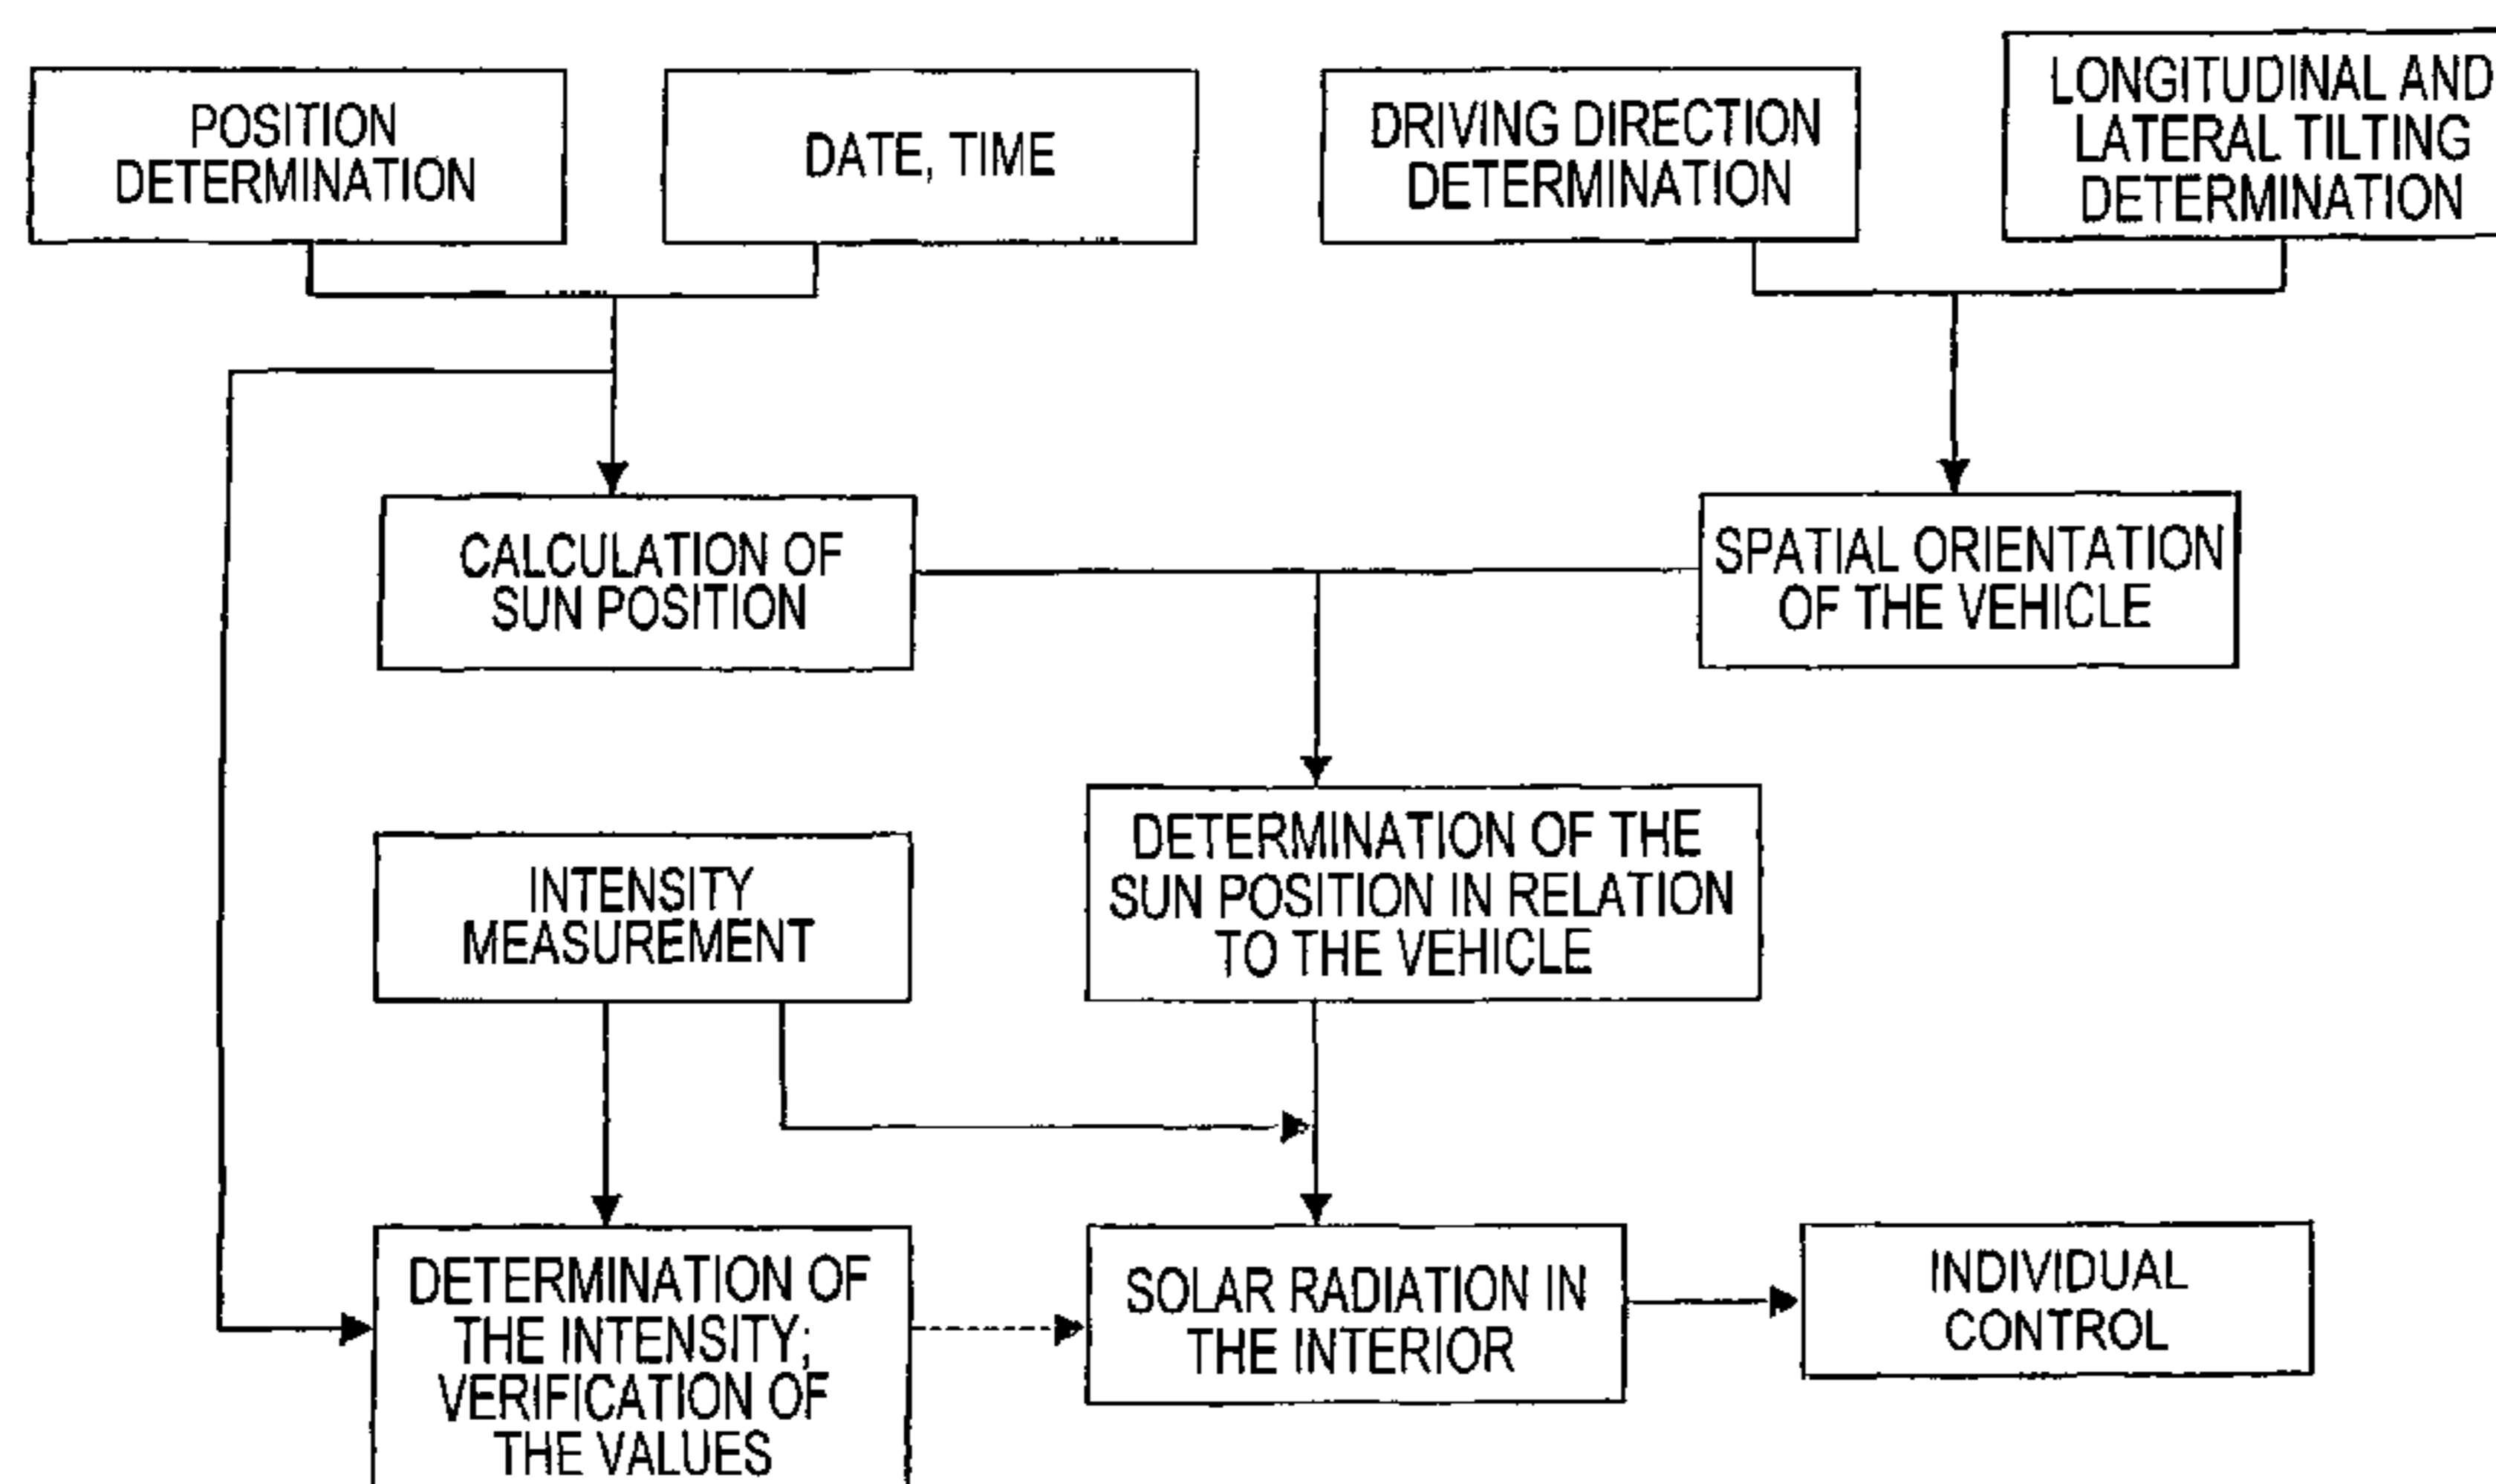 POSITION
DETERMINATION
DATE, TIME
DRIVING DIRECTION
DETERMINATION
LONGITUDINAL AND
LATERAL TILTING
DETERMINATION
CALCULATION OF
SUN POSITION
SPATIAL ORIENTATION
OF THE VEHICLE
INTENSITY
MEASUREMENT
DETERMINATION OF THE
SUN POSITION IN RELATION
TO THE VEHICLE
DETERMINATION OF
THE INTENSITY;
VERIFICATION OF
THE VALUES
SOLAR RADIATION IN
THE INTERIOR
INDIVIDUAL
CONTROL